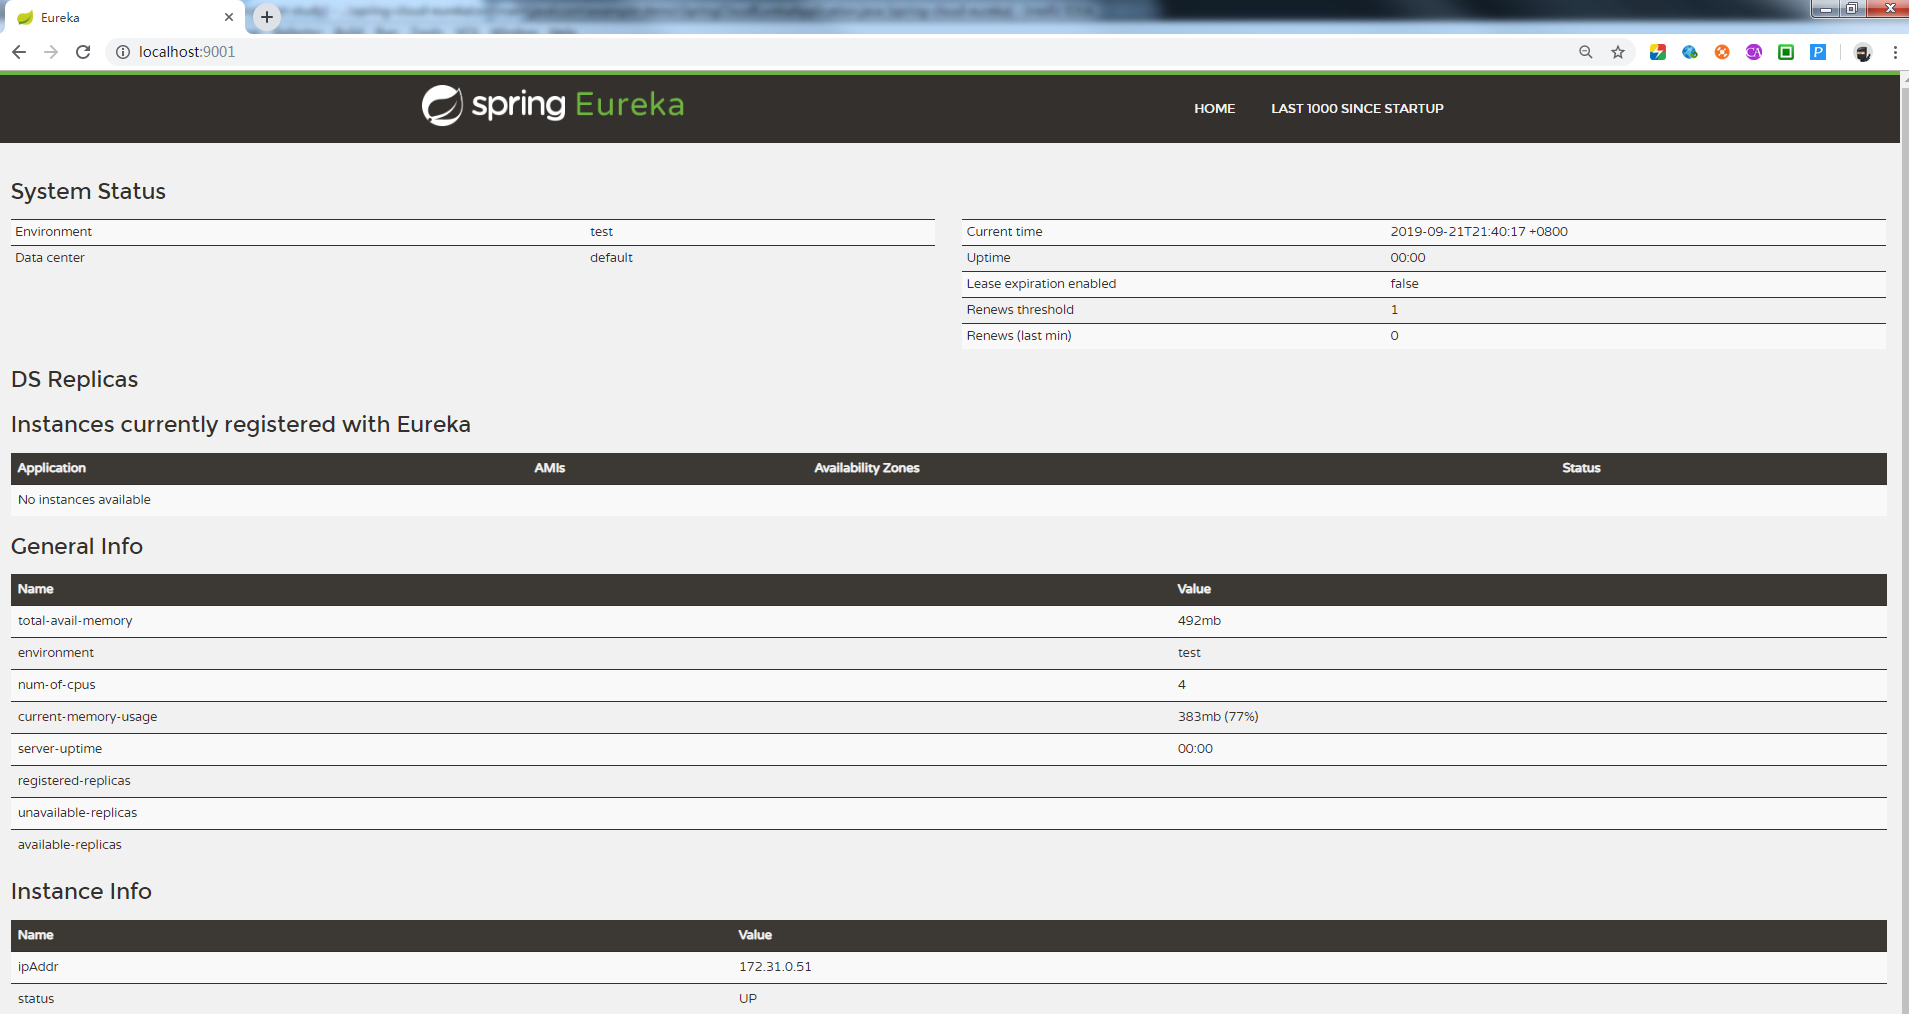 Eureka
localhost:9001
spring Eureka
HOME
LAST 1000 SINCE STARTUP
System Status
Environment test
Data center default
Current time 2019-09-21T21:40:17 +0800
Uptime 00:00
Lease expiration enabled false
Renews threshold 1
Renews (last min) 0
DS Replicas
Instances currently registered with Eureka
Application AMIs Availability Zones Status
No instances available
General Info
Name Value
total-avail-memory 492mb
environment test
num-of-cpus 4
current-memory-usage 383mb (77%)
server-uptime 00:00
registered-replicas
unavailable-replicas
available-replicas
Instance Info
Name Value
ipAddr 172.31.0.51
status UP